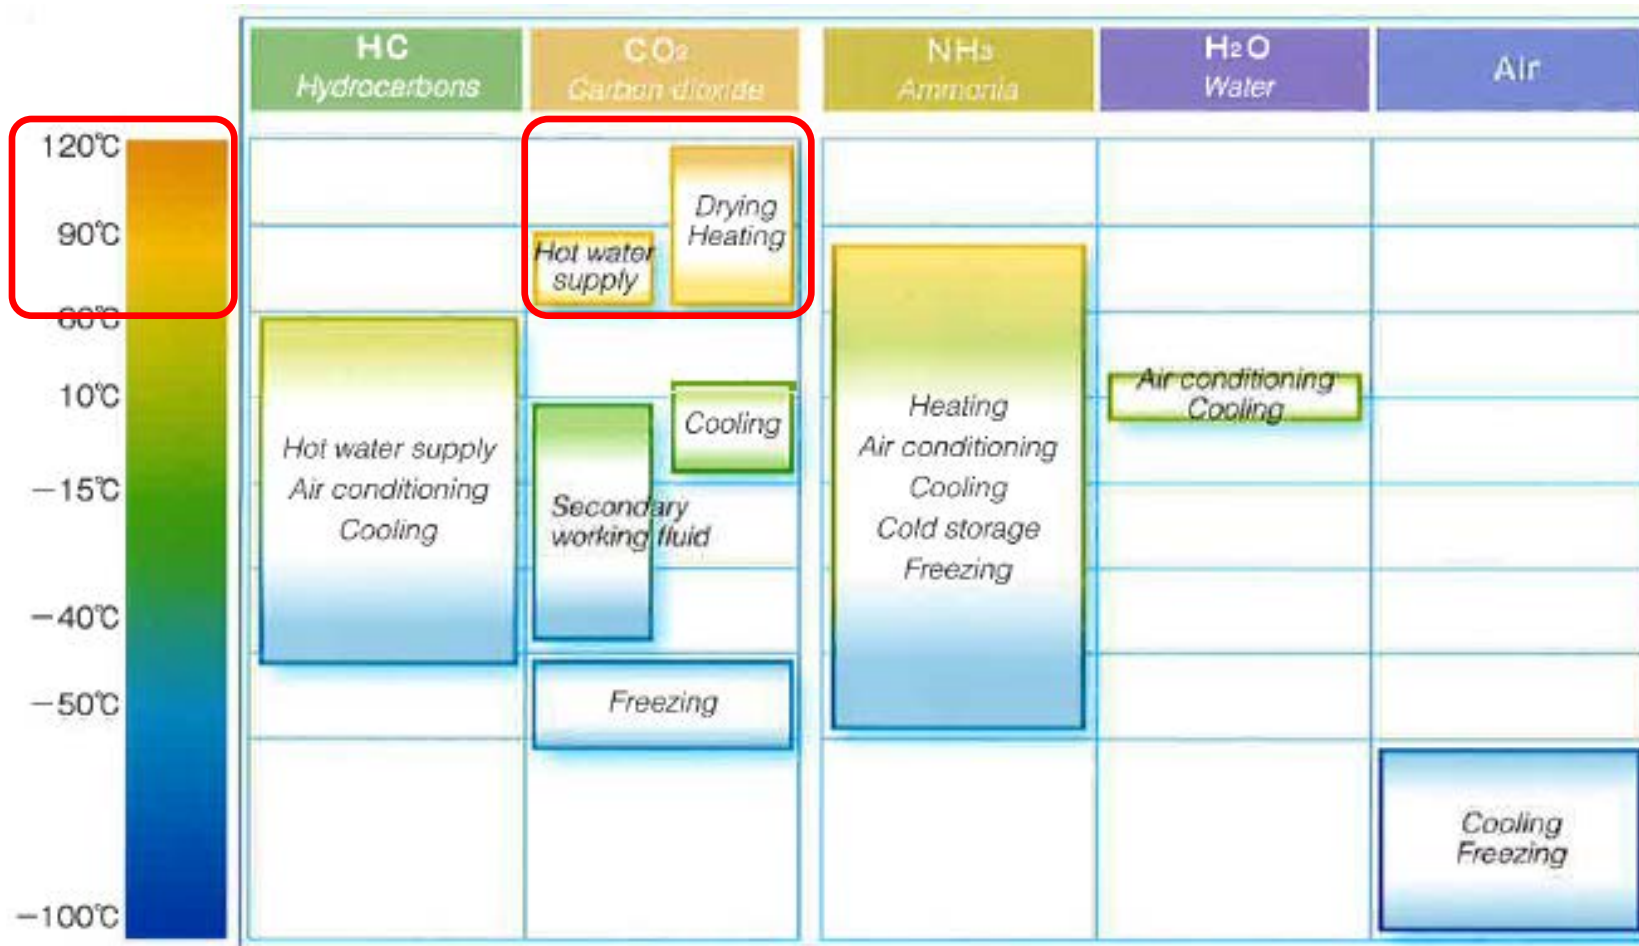 HC
Hydrocarbons
CO₂
Carbon dioxide
NH₃
Ammonia
H₂O
Water
Air
120℃
90℃
60℃
10℃
−15℃
−40℃
−50℃
−100℃
Hot water supply
Air conditioning
Cooling
Hot water
supply
Drying
Heating
Cooling
Secondary
working fluid
Freezing
Heating
Air conditioning
Cooling
Cold storage
Freezing
Air conditioning
Cooling
Cooling
Freezing